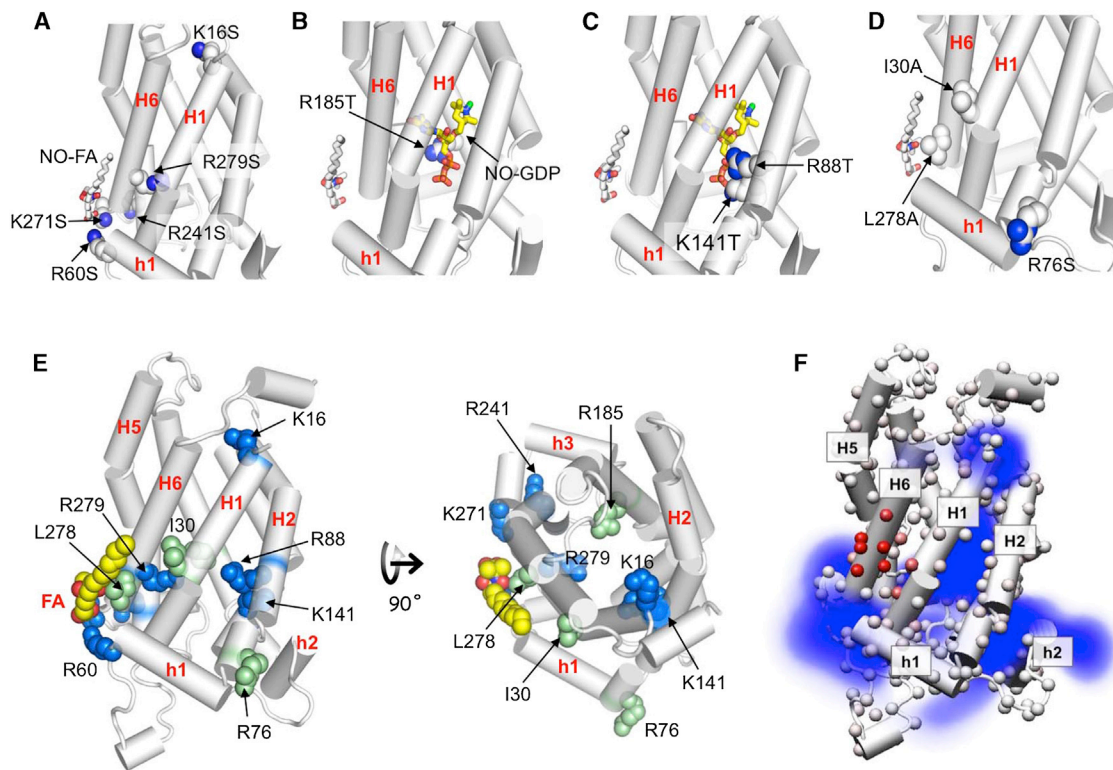 A
K16S
H6
H1
NO-FA
R279S
K271S
R241S
R60S
h1
B
H6
H1
R185T
NO-GDP
h1
C
H6
H1
R88T
K141T
h1
D
H6
H1
I30A
L278A
h1
R76S
E
K16
H5
H6
H1
H2
R279
I30
L278
R88
FA
K141
R60
h1
h2
R76
90°
R241
R185
h3
K271
H2
R279
K16
L278
h1
K141
I30
R76
F
H5
H6
H1
H2
h1
h2